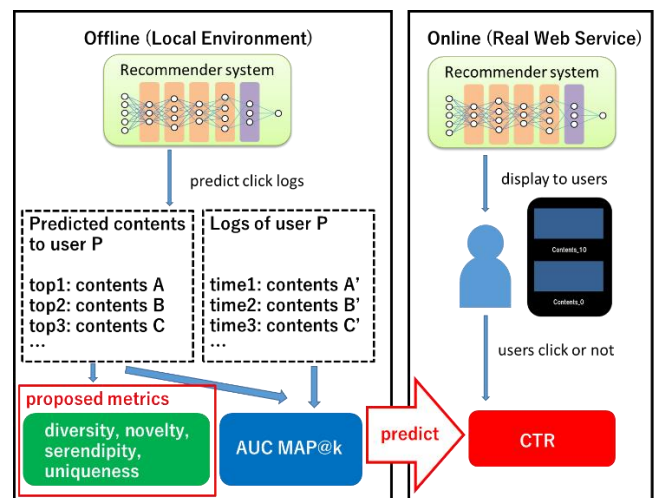 Offline (Local Environment)
Recommender system
predict click logs
Predicted contents
to user P
top1: contents A
top2: contents B
top3: contents C
...
Logs of user P
time1: contents A’
time2: contents B’
time3: contents C’
...
proposed metrics
diversity, novelty,
serendipity,
uniqueness
AUC MAP@k
predict
Online (Real Web Service)
Recommender system
display to users
Contents_10
Contents_0
users click or not
CTR